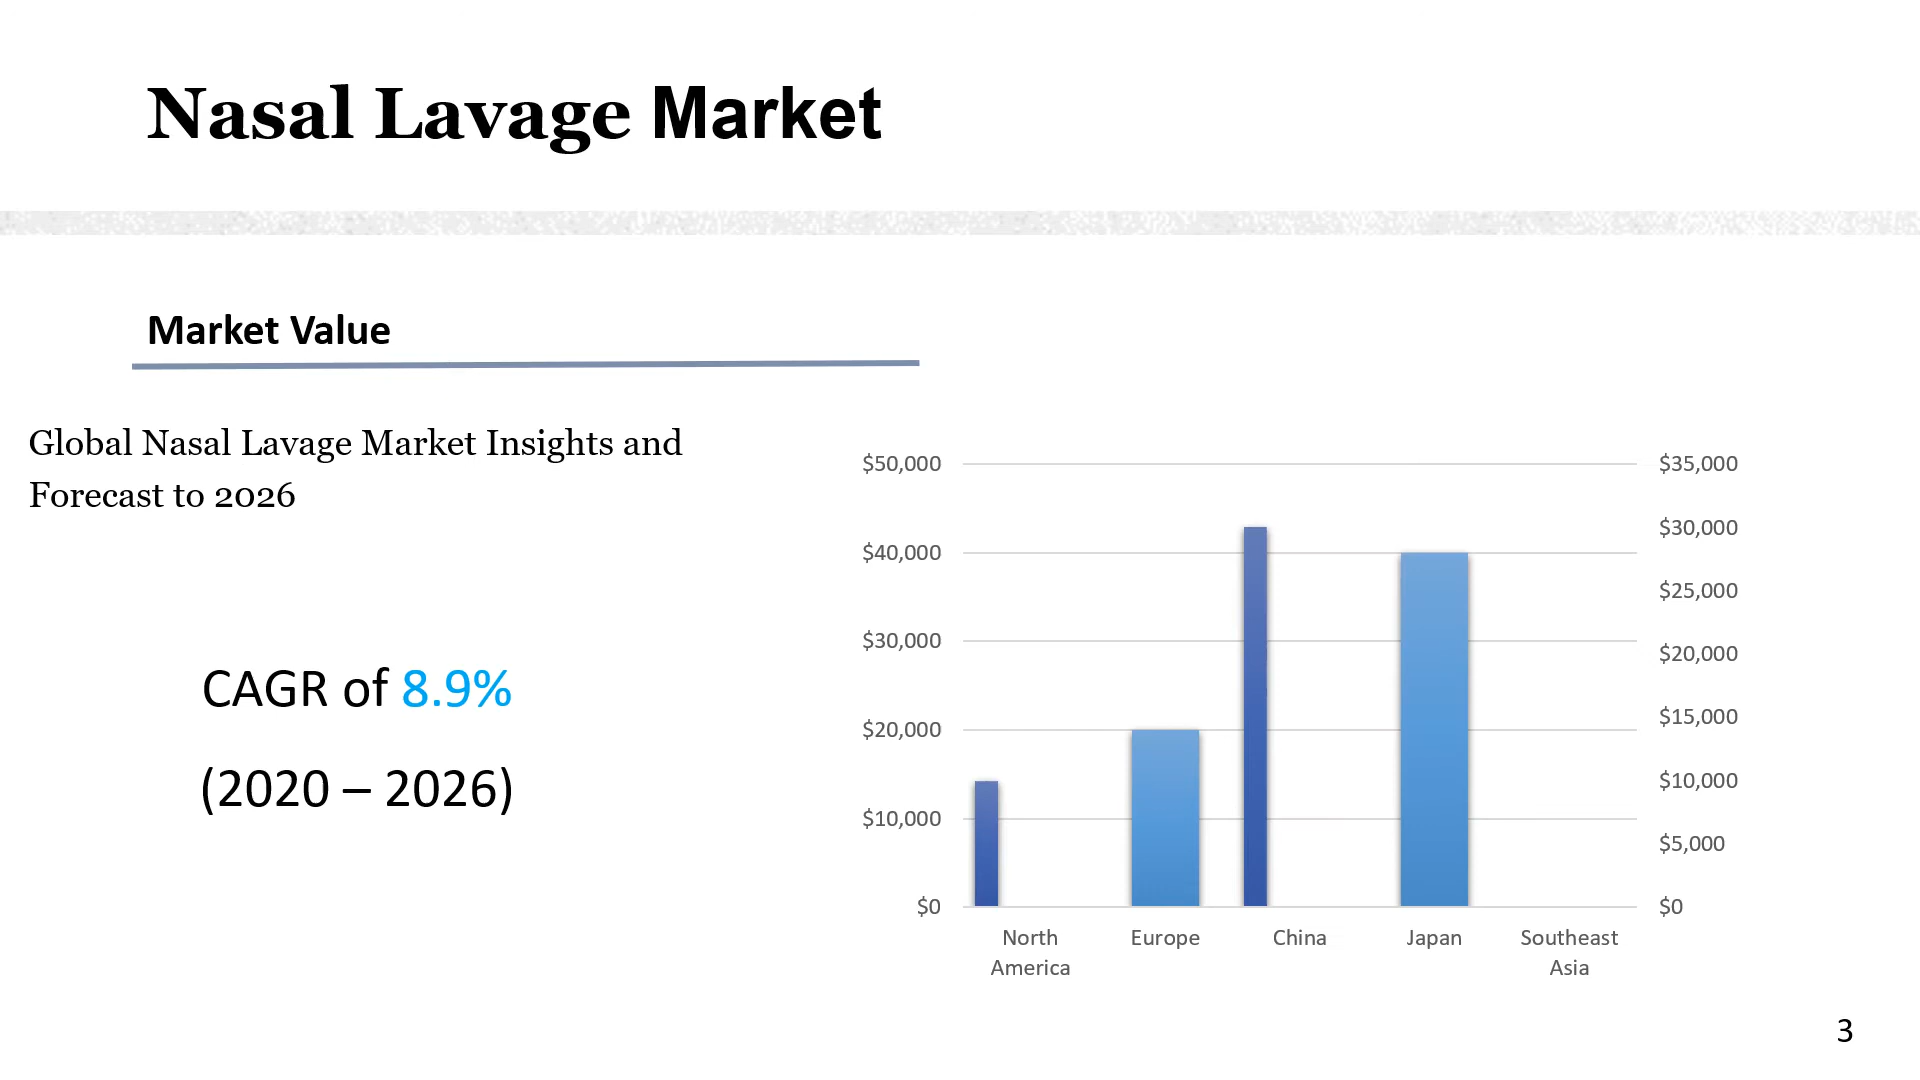 Nasal Lavage Market
Market Value
Global Nasal Lavage Market Insights and
Forecast to 2026
CAGR of 8.9%
(2020 – 2026)
$50,000
$40,000
$30,000
$20,000
$10,000
$0
$35,000
$30,000
$25,000
$20,000
$15,000
$10,000
$5,000
$0
North
America
Europe
China
Japan
Southeast
Asia
3